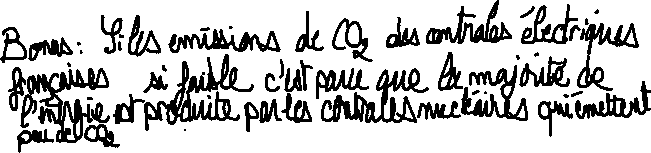 Bonus : Si les emissions de CO2 des centrales électriques
françaises si faible c'est parce que la majorité de
l'énergie est produite par les centrales nucléaires qui émettent
peu de CO2